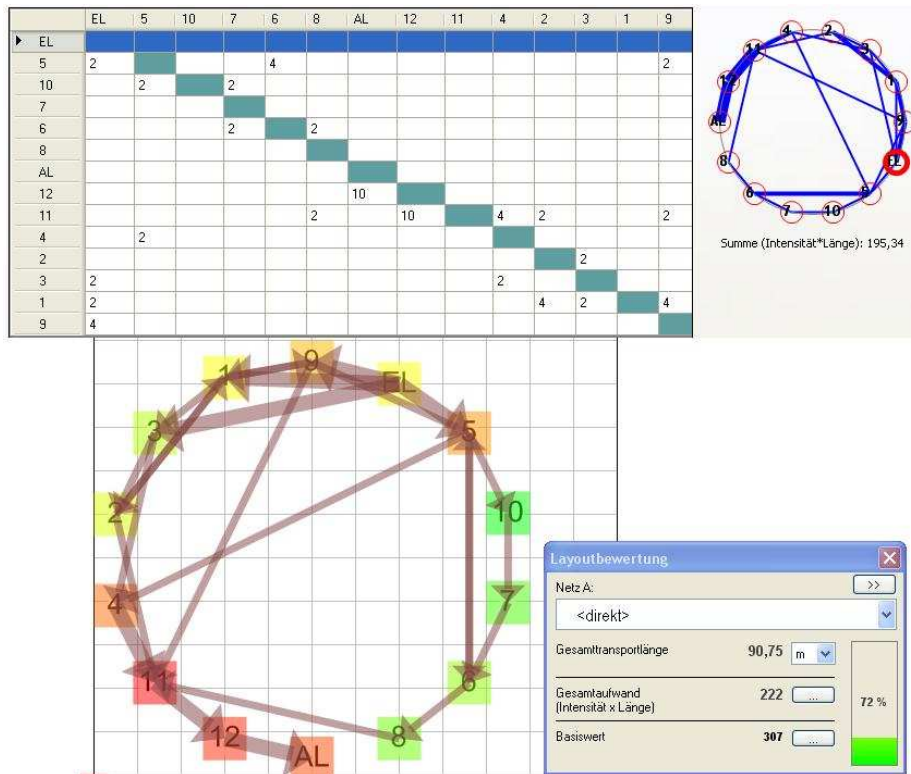 EL 5 10 7 6 8 AL 12 11 4 2 3 1 9
EL
5 2 4 2
10 2 2
7
6 2 2
8
AL
12 10
11 2 10 4 2 2
4 2
2 2
3 2 2
1 2 4 2 4
9 4
4 2
11 3
12 1
AL 9
8 EL
6 5
7 10
Summe (Intensität*Länge): 195,34
9
1 EL
3 5
2 10
4 7
11 6
12 8
AL
Layoutbewertung
Netz A: >>
<direkt>
Gesamttransportlänge 90,75 m
Gesamtaufwand 222 ...
(Intensität x Länge)
72 %
Basiswert 307 ...